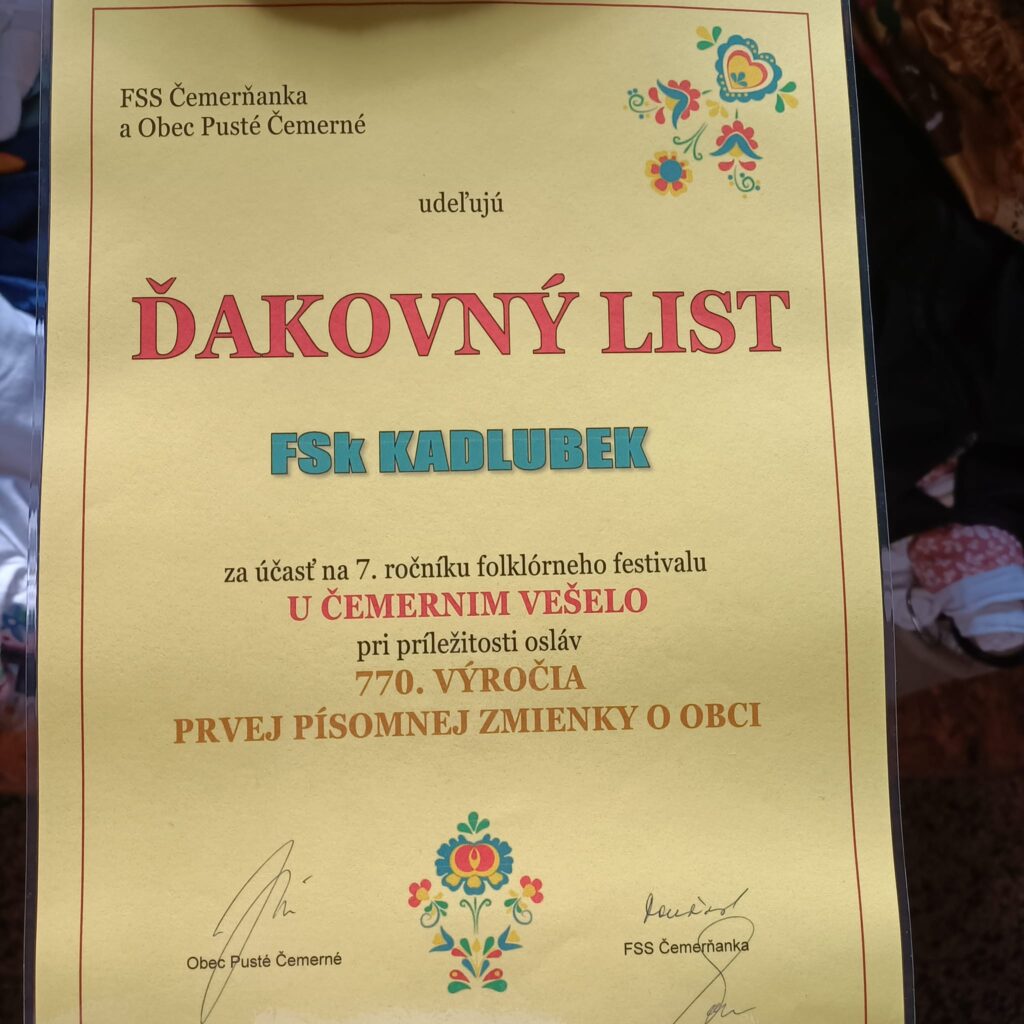 FSS Čemerňanka
a Obec Pusté Čemerné
udeľujú
ĎAKOVNÝ LIST
FSk KADLUBEK
za účasť na 7. ročníku folklórneho festivalu
U ČEMERNIM VEŠELO
pri príležitosti osláv
770. VÝROČIA
PRVEJ PÍSOMNEJ ZMIENKY O OBCI
Obec Pusté Čemerné
FSS Čemerňanka